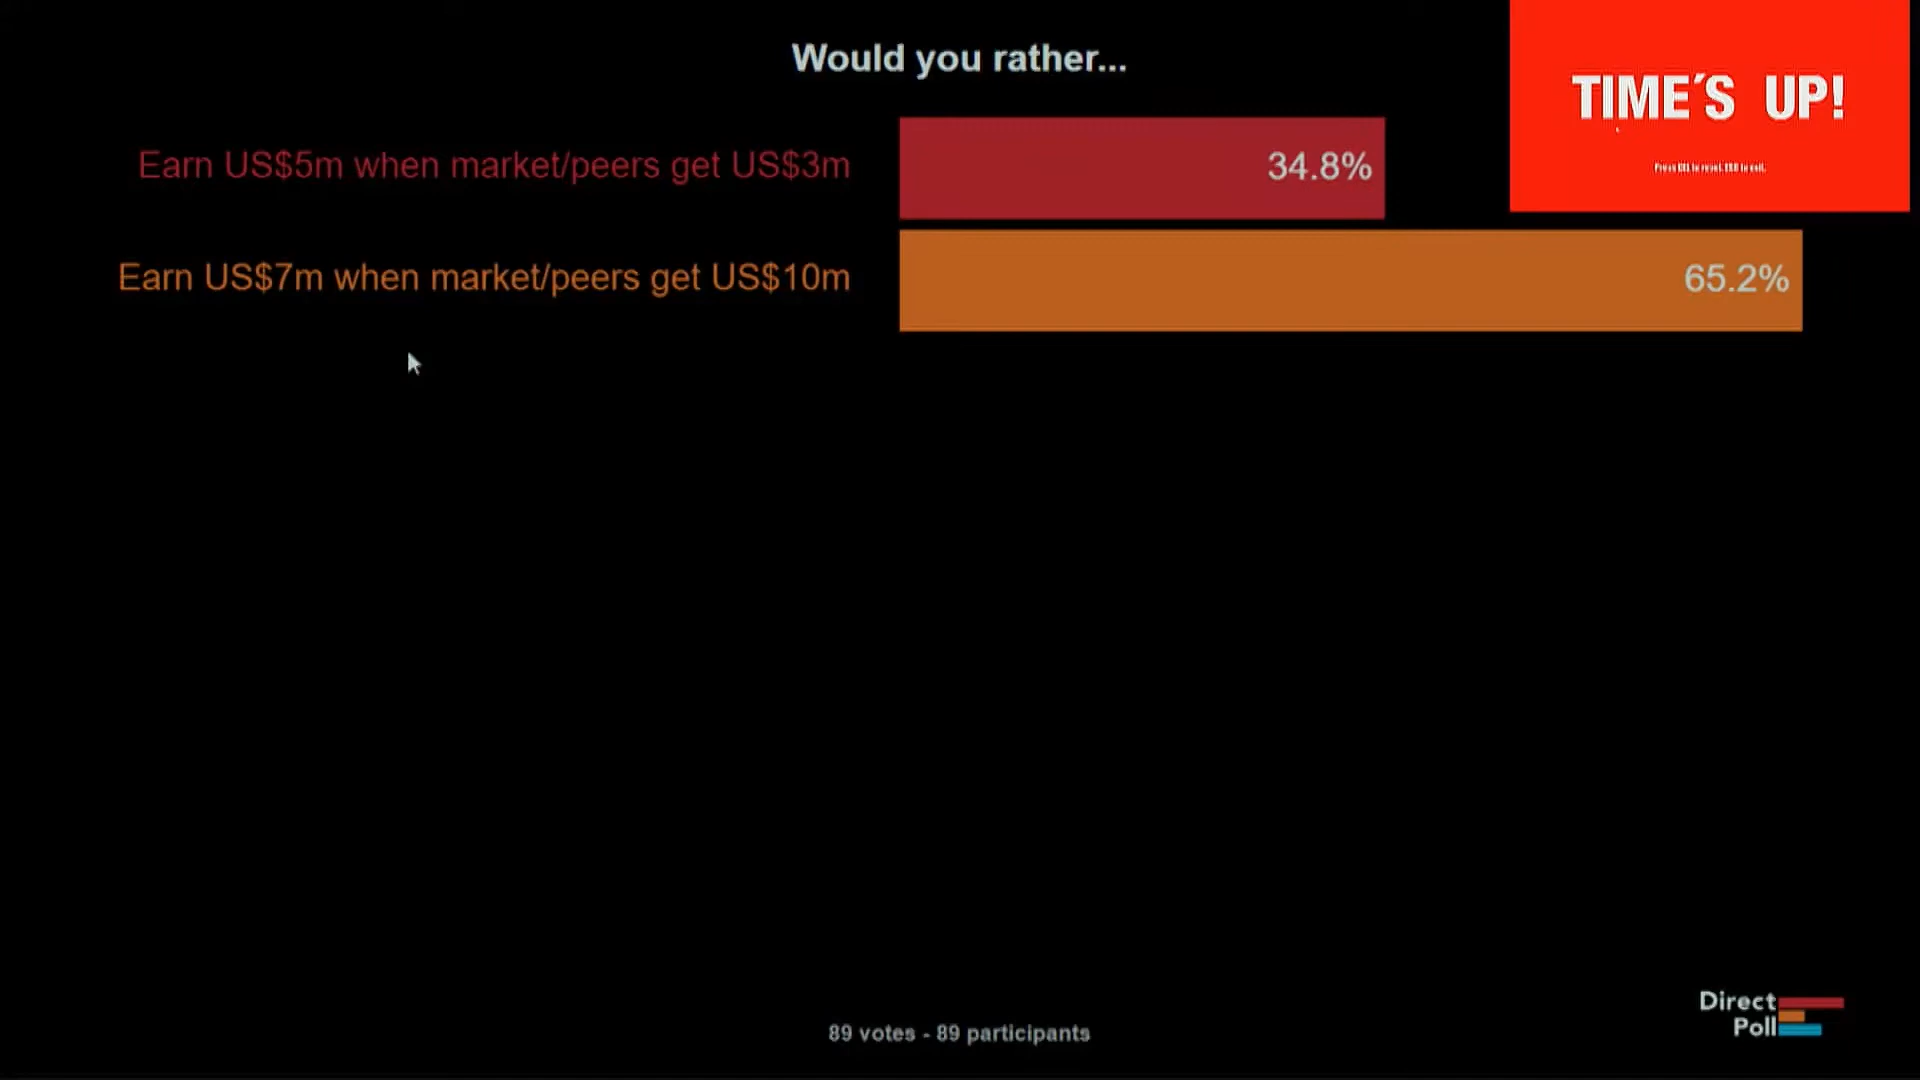 Would you rather...
TIME´S UP!
Earn US$5m when market/peers get US$3m
34.8%
Earn US$7m when market/peers get US$10m
65.2%
89 votes - 89 participants
Direct
Poll